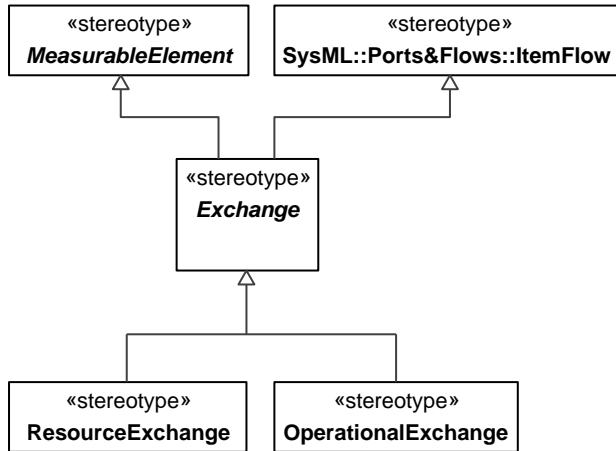 «stereotype»
MeasurableElement
«stereotype»
SysML::Ports&Flows::ItemFlow
«stereotype»
Exchange
«stereotype»
ResourceExchange
«stereotype»
OperationalExchange